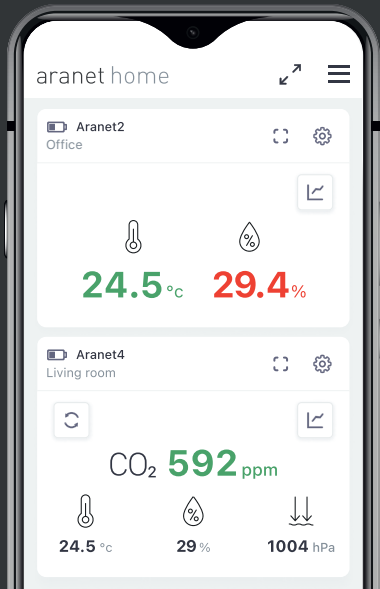 aranet home
Aranet2
Office
24.5 °C 29.4 %
Aranet4
Living room
CO₂ 592 ppm
24.5 °C 29 % 1004 hPa